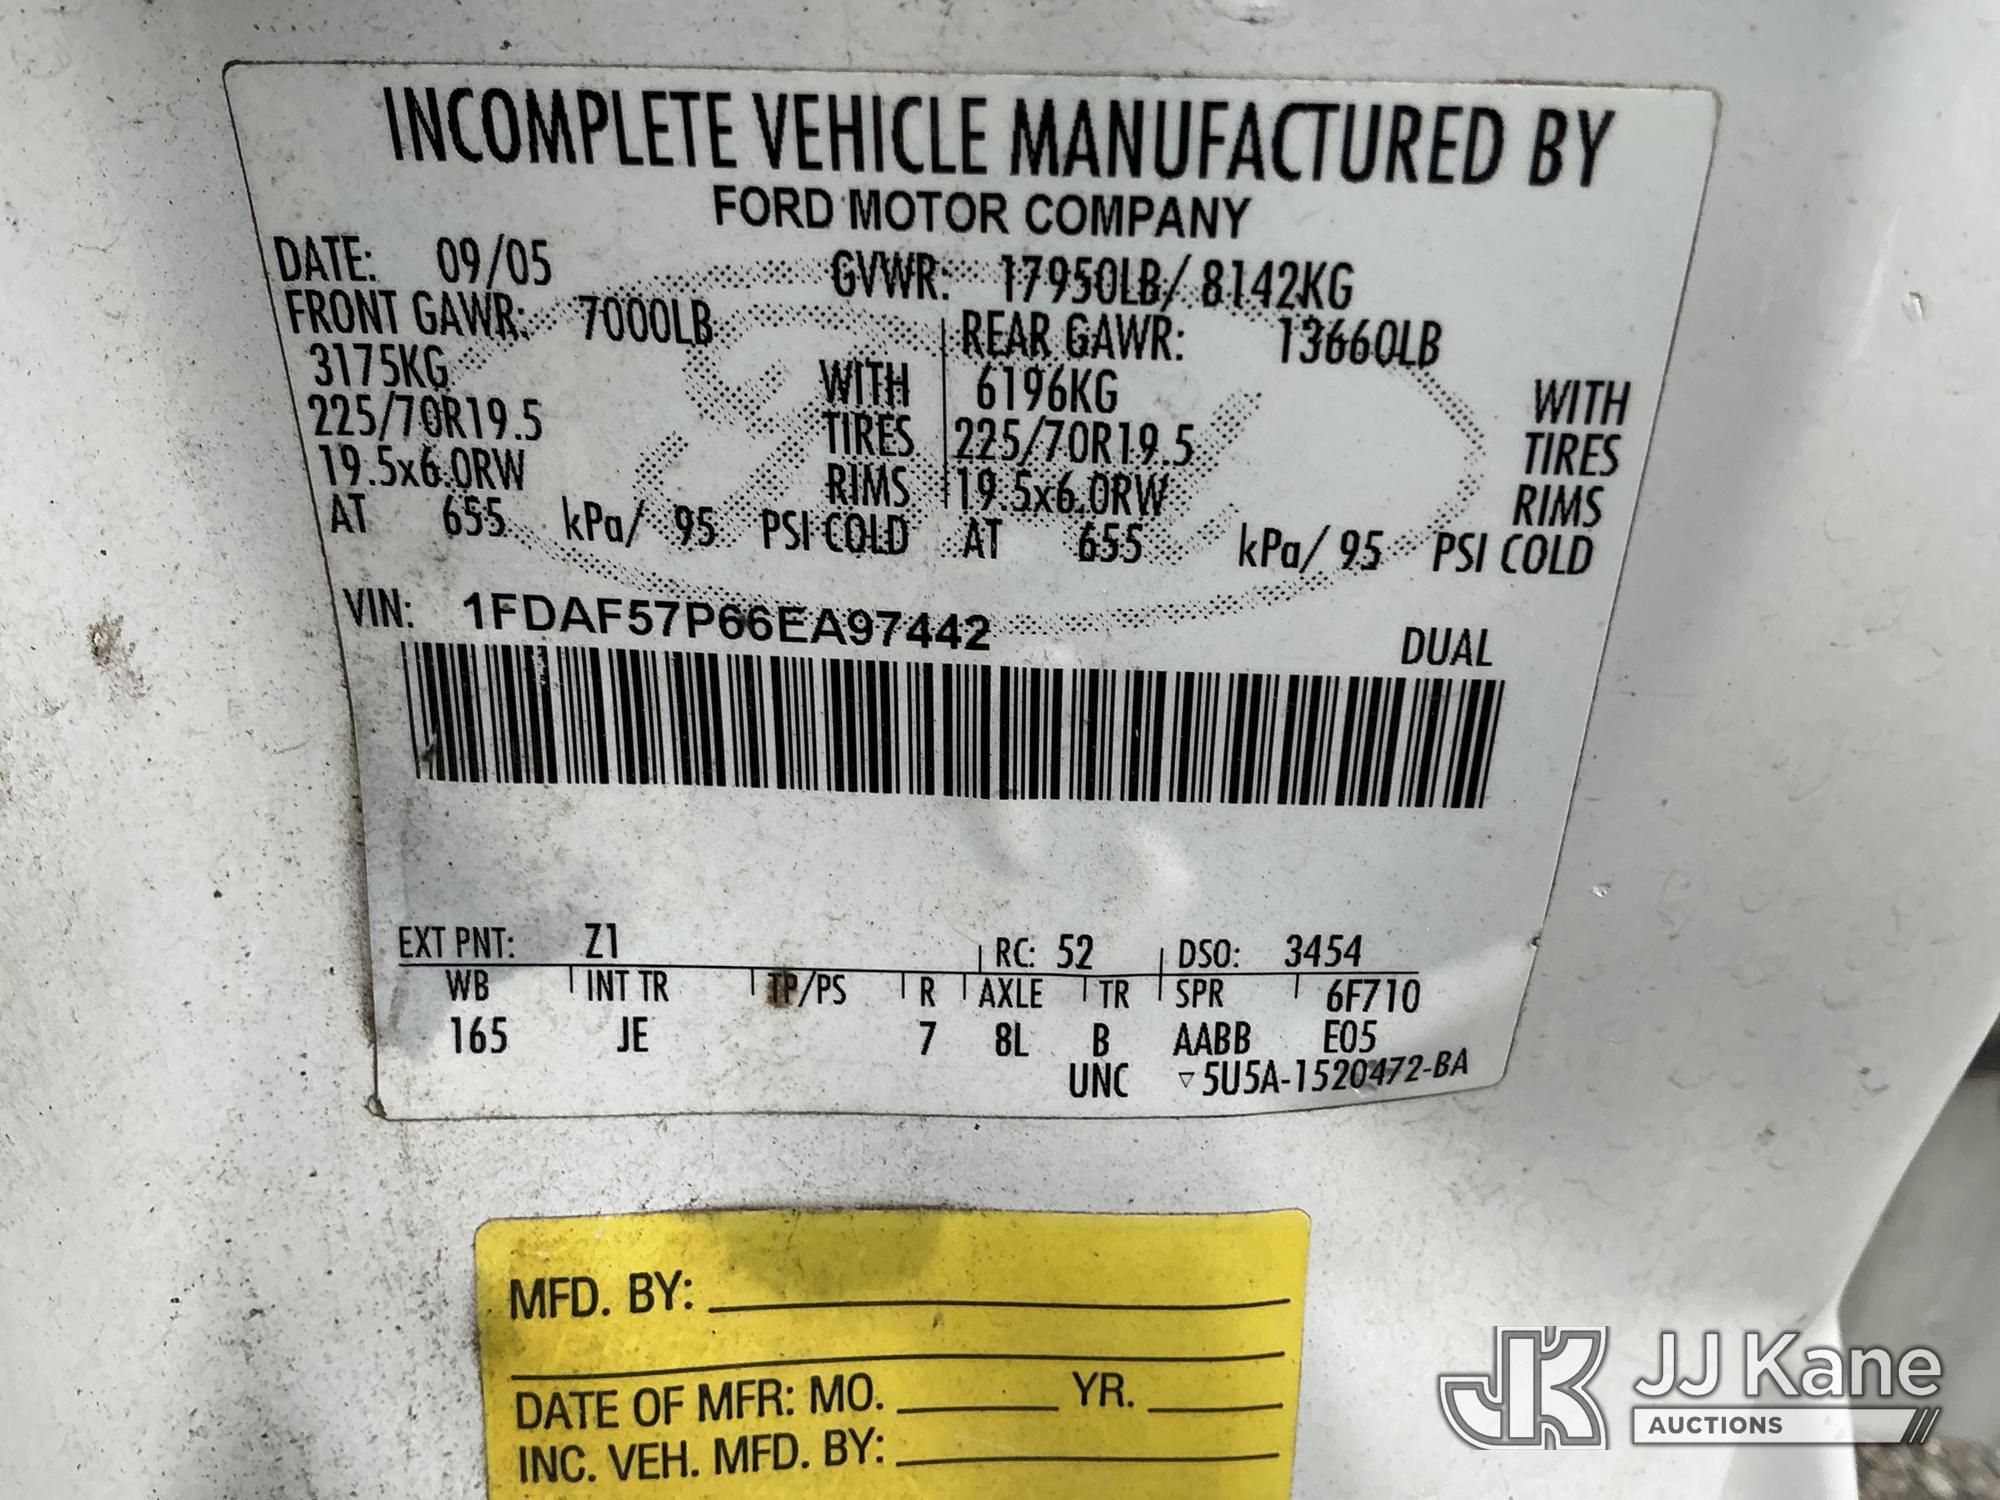 INCOMPLETE VEHICLE MANUFACTURED BY
FORD MOTOR COMPANY
DATE: 09/05 GVWR: 17950LB/ 8142KG
FRONT GAWR: 7000LB REAR GAWR: 13660LB
3175KG WITH 6196KG WITH
225/70R19.5 TIRES 225/70R19.5 TIRES
19.5x6.0RW RIMS 19.5x6.0RW RIMS
AT 655 kPa/ 95 PSI COLD AT 655 kPa/ 95 PSI COLD
VIN: 1FDAF57P66EA97442
DUAL
EXT PNT: Z1 RC: 52 DSO: 3454
WB INT TR TP/PS R AXLE TR SPR 6F710
165 JE 7 8L B AABB E05
UNC ▽5U5A-1520472-BA
MFD. BY:
DATE OF MFR: MO. YR.
INC. VEH. MFD. BY:
JJ Kane
AUCTIONS